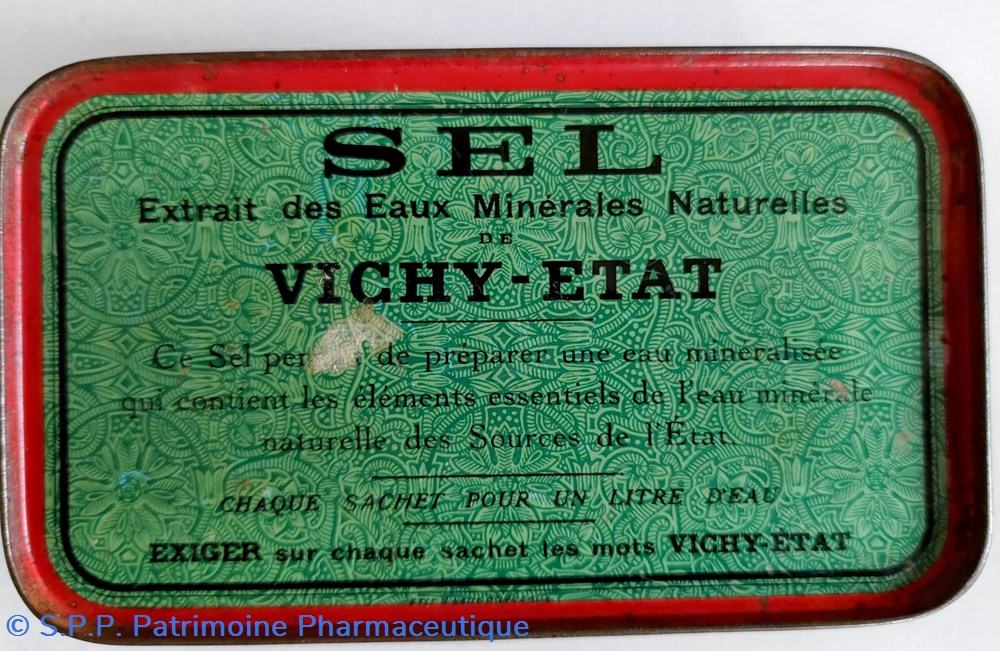 SEL
Extrait des Eaux Minérales Naturelles
DE
VICHY-ETAT
Ce Sel de préparer une eau minéralisée
qui contient les éléments essentiels de l'eau minérale
naturelle des Sources de l'État.
CHAQUE SACHET POUR UN LITRE D'EAU
EXIGER sur chaque sachet les mots VICHY-ÉTAT
© S.P.P. Patrimoine Pharmaceutique